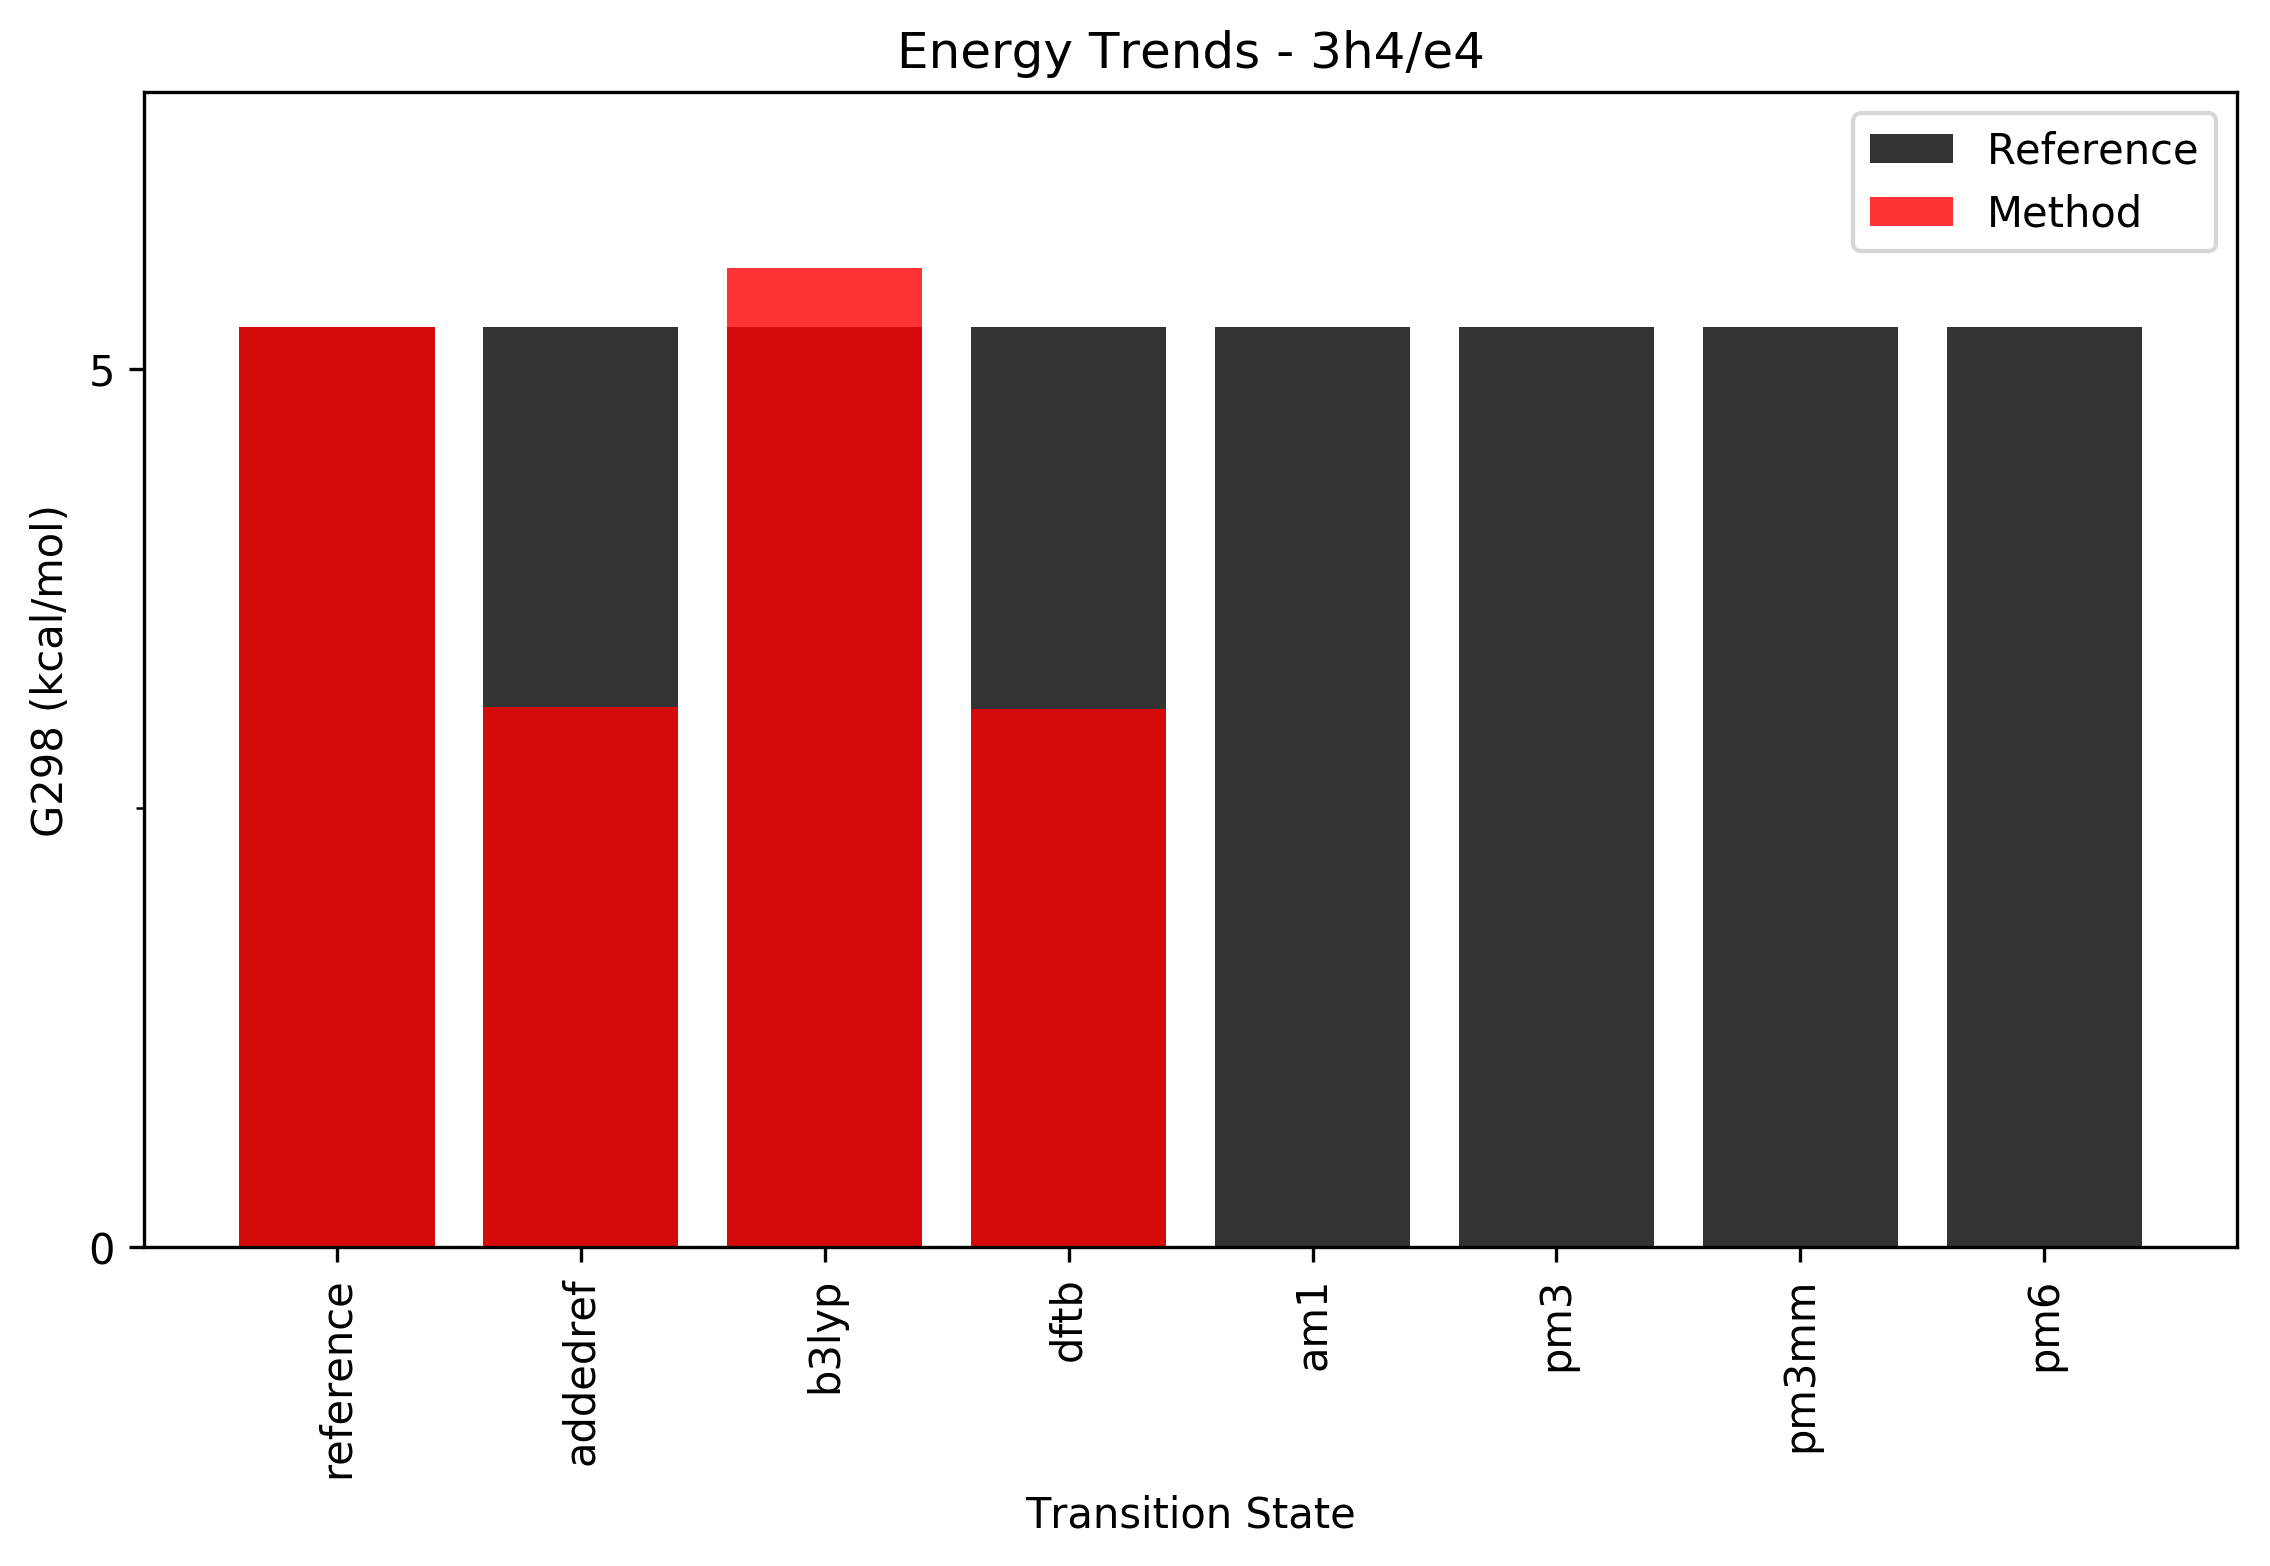 Energy Trends - 3h4/e4
Reference
Method
G298 (kcal/mol)
5
0
reference
addedref
b3lyp
dftb
am1
pm3
pm3mm
pm6
Transition State